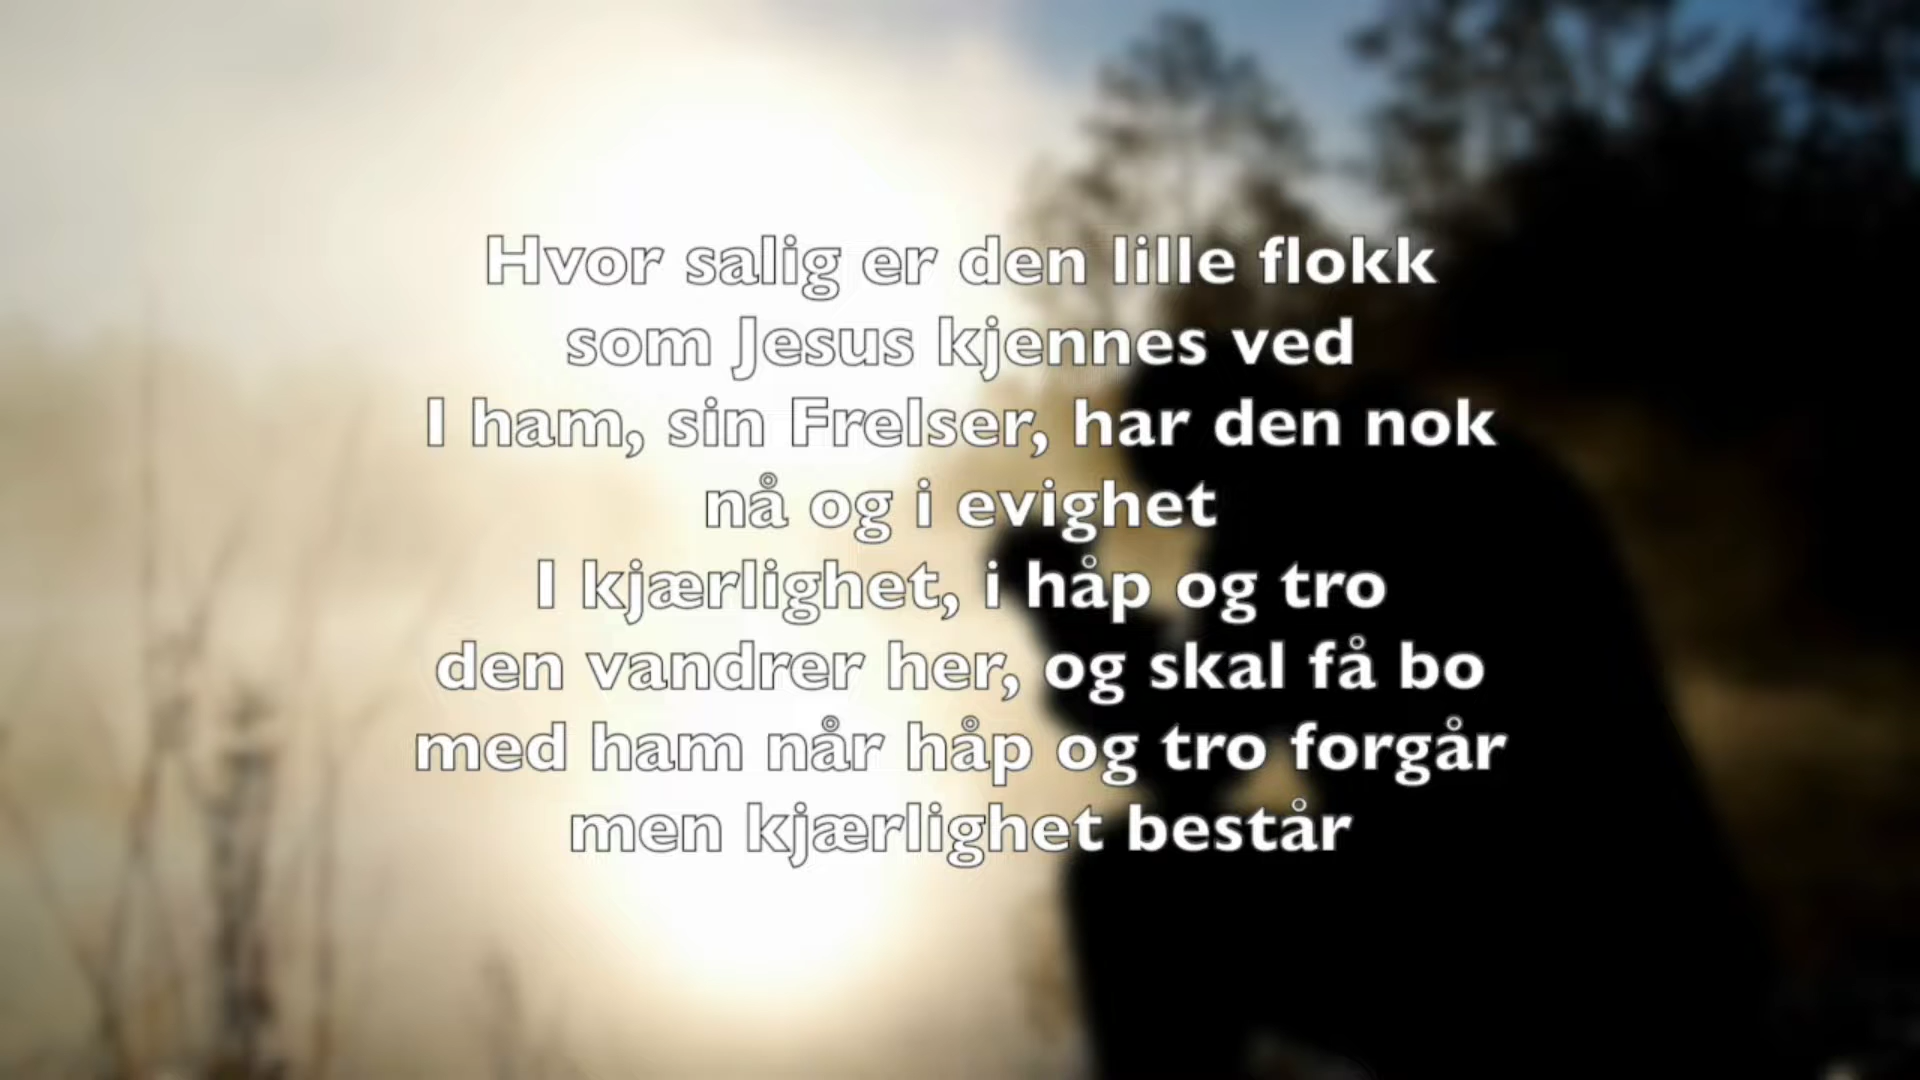 Hvor salig er den lille flokk
som Jesus kjennes ved
I ham, sin Frelser, har den nok
nå og i evighet
I kjærlighet, i håp og tro
den vandrer her, og skal få bo
med ham når håp og tro forgår
men kjærlighet består